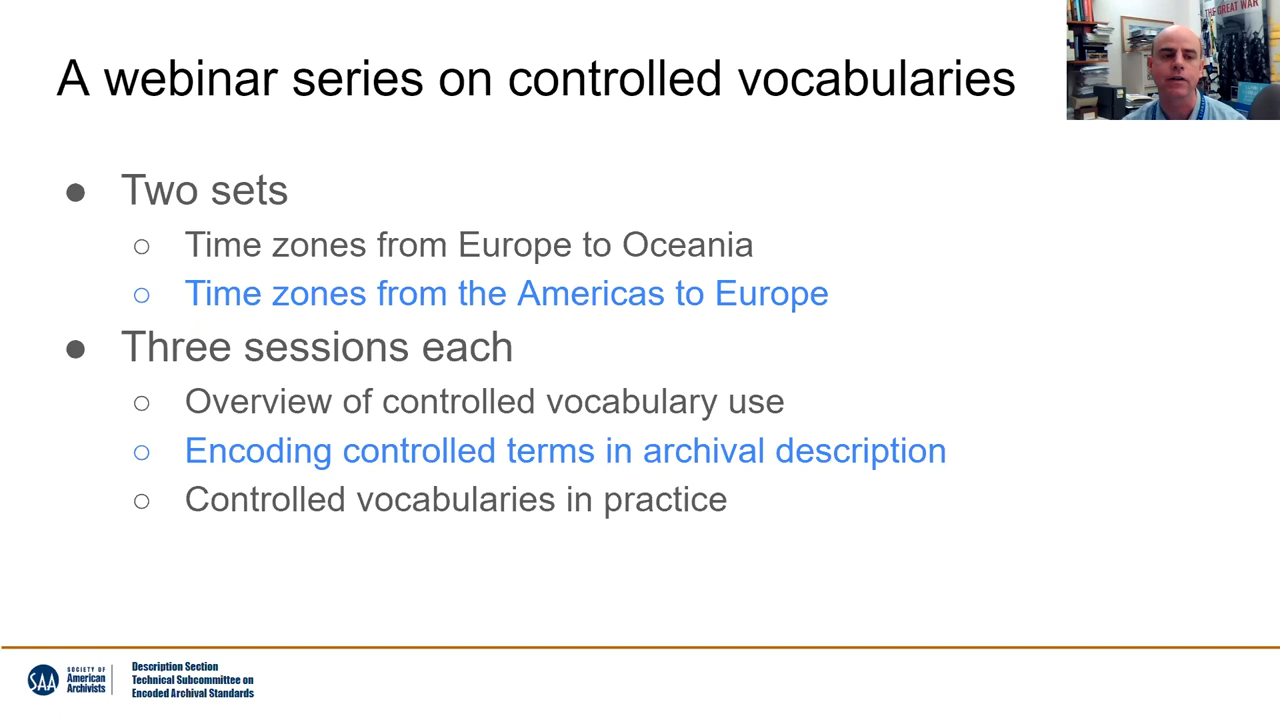 A webinar series on controlled vocabularies
THE GREAT WAR
● Two sets
○ Time zones from Europe to Oceania
○ Time zones from the Americas to Europe
● Three sessions each
○ Overview of controlled vocabulary use
○ Encoding controlled terms in archival description
○ Controlled vocabularies in practice
SAA
SOCIETY OF
American
Archivists
Description Section
Technical Subcommittee on
Encoded Archival Standards